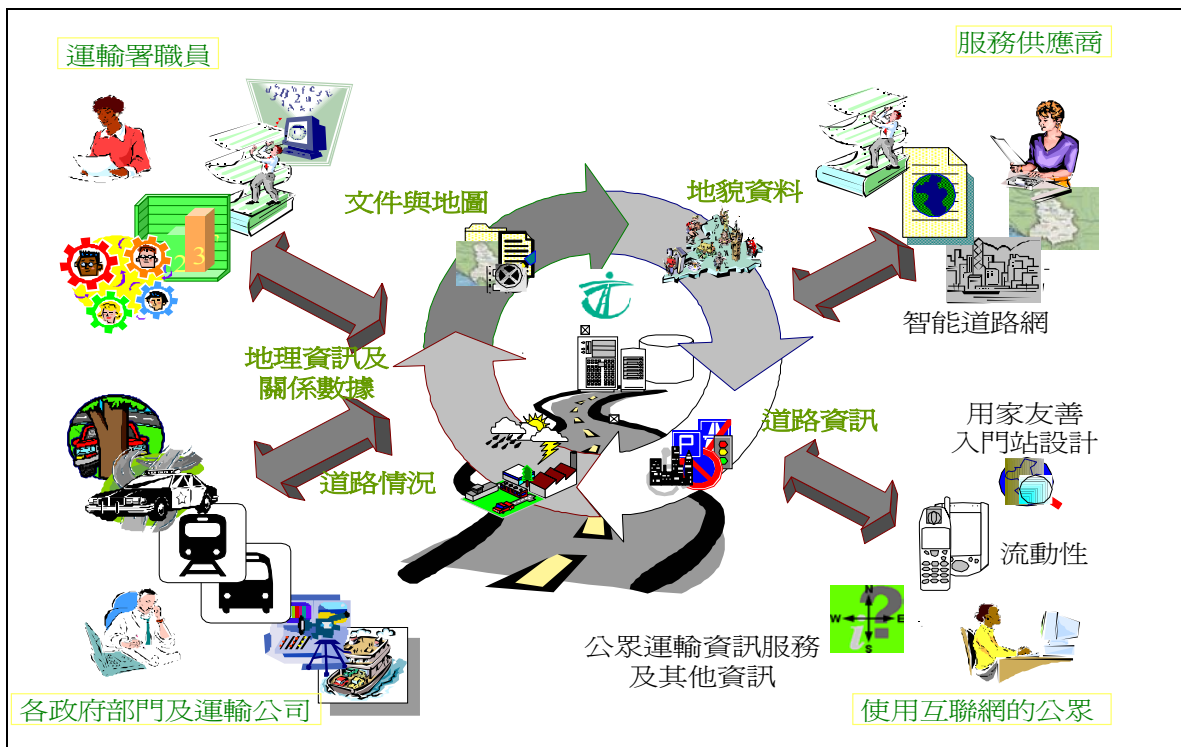 運輸署職員
服務供應商
文件與地圖
地貌資料
智能道路網
地理資訊及
關係數據
道路資訊
用家友善
入門站設計
道路情況
流動性
P
N
W
E
S
公眾運輸資訊服務
及其他資訊
各政府部門及運輸公司
使用互聯網的公眾